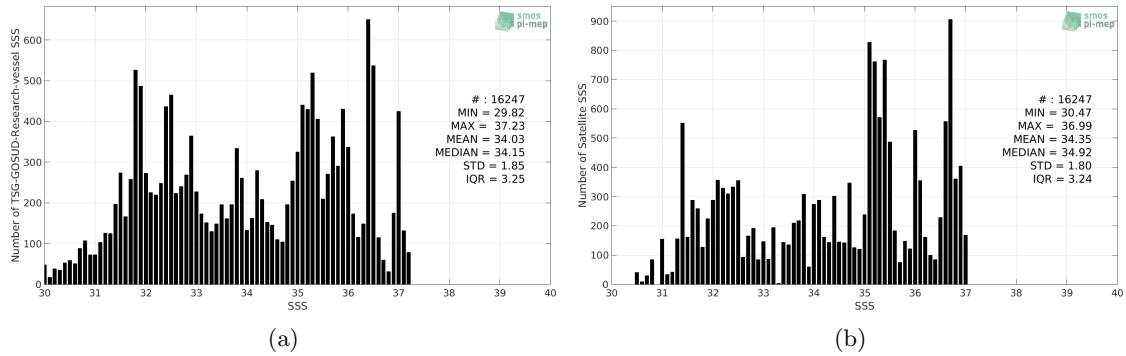 smos
pi-mep
Number of TSG-GOSUD-Research-vessel SSS
600
500
400
300
200
100
0
# : 16247
MIN = 29.82
MAX = 37.23
MEAN = 34.03
MEDIAN = 34.15
STD = 1.85
IQR = 3.25
30 31 32 33 34 35 36 37 38 39 40
SSS
(a)
smos
pi-mep
Number of Satellite SSS
900
800
700
600
500
400
300
200
100
0
# : 16247
MIN = 30.47
MAX = 36.99
MEAN = 34.35
MEDIAN = 34.92
STD = 1.80
IQR = 3.24
30 31 32 33 34 35 36 37 38 39 40
SSS
(b)